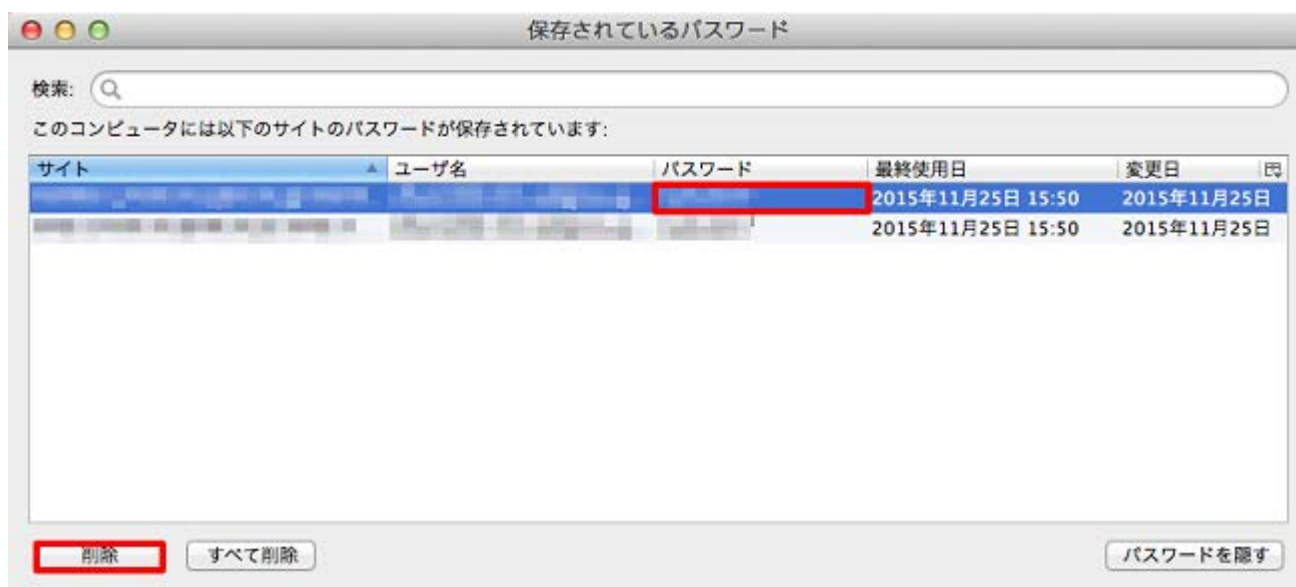 保存されているパスワード
検索:
このコンピュータには以下のサイトのパスワードが保存されています:
サイト ユーザ名 パスワード 最終使用日 変更日
2015年11月25日 15:50 2015年11月25日
2015年11月25日 15:50 2015年11月25日
削除 すべて削除 パスワードを隠す